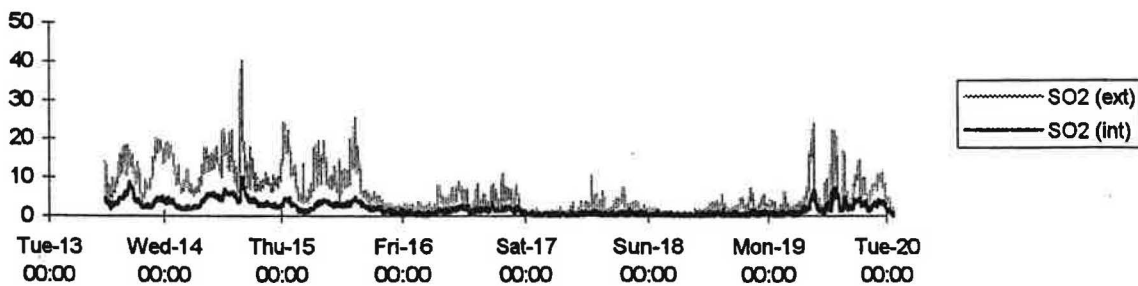 50
40
30
20
10
0
Tue-13 Wed-14 Thu-15 Fri-16 Sat-17 Sun-18 Mon-19 Tue-20
00:00 00:00 00:00 00:00 00:00 00:00 00:00 00:00
SO2 (ext)
SO2 (int)